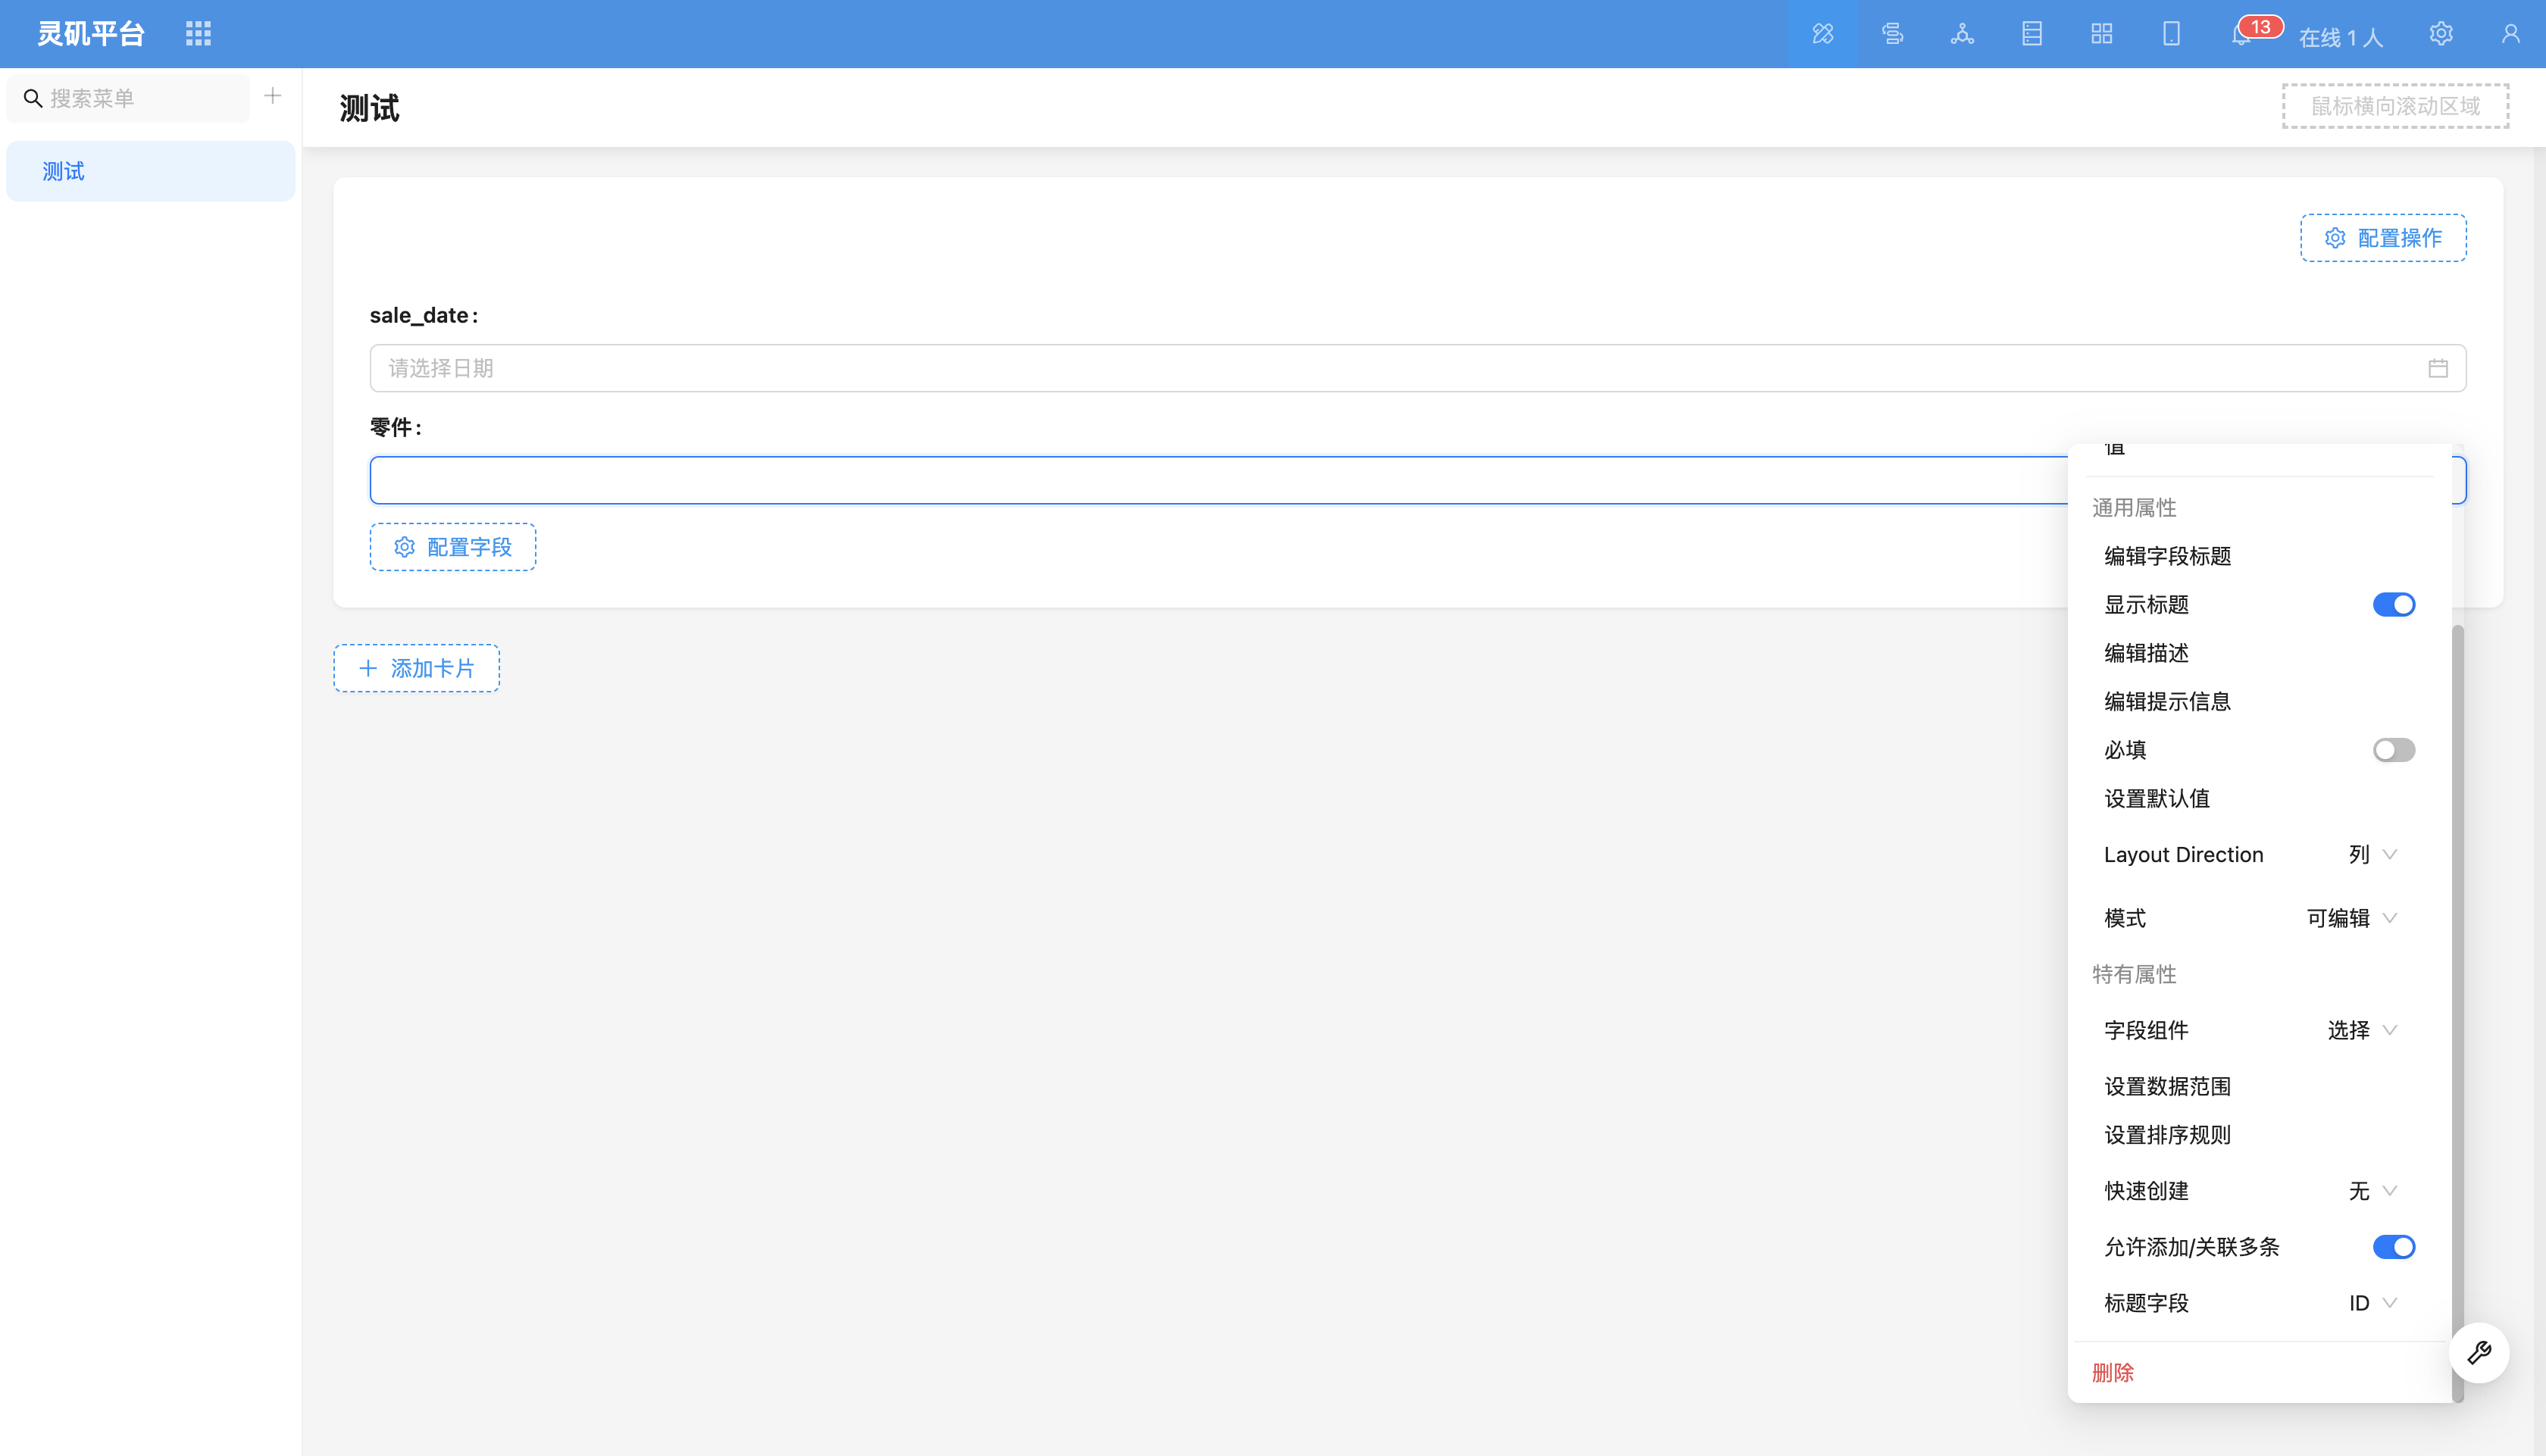 灵矶平台
13
在线 1 人
搜索菜单
测试
测试
鼠标横向滚动区域
配置操作
sale_date:
请选择日期
零件:
配置字段
添加卡片
值
通用属性
编辑字段标题
显示标题
编辑描述
编辑提示信息
必填
设置默认值
Layout Direction 列
模式 可编辑
特有属性
字段组件 选择
设置数据范围
设置排序规则
快速创建 无
允许添加/关联多条
标题字段 ID
删除